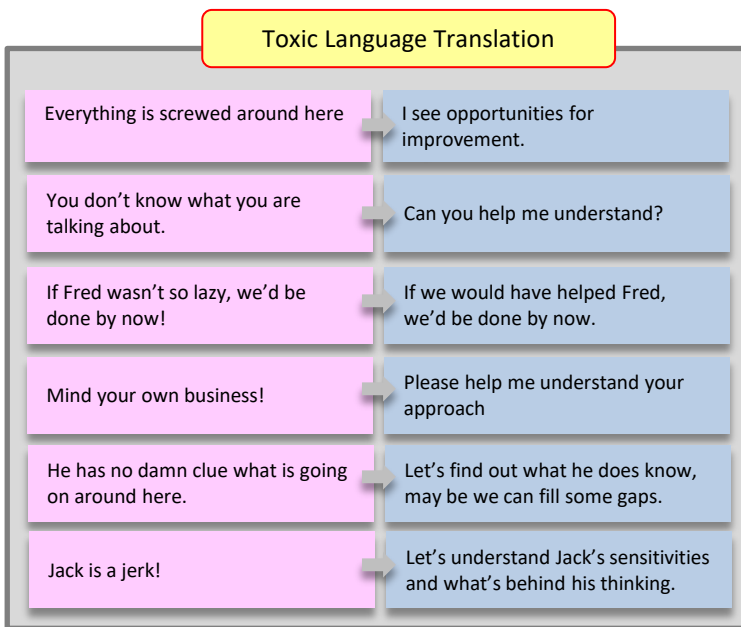 Toxic Language Translation
Everything is screwed around here
I see opportunities for
improvement.
You don’t know what you are
talking about.
Can you help me understand?
If Fred wasn’t so lazy, we’d be
done by now!
If we would have helped Fred,
we’d be done by now.
Mind your own business!
Please help me understand your
approach
He has no damn clue what is going
on around here.
Let’s find out what he does know,
may be we can fill some gaps.
Jack is a jerk!
Let’s understand Jack’s sensitivities
and what’s behind his thinking.